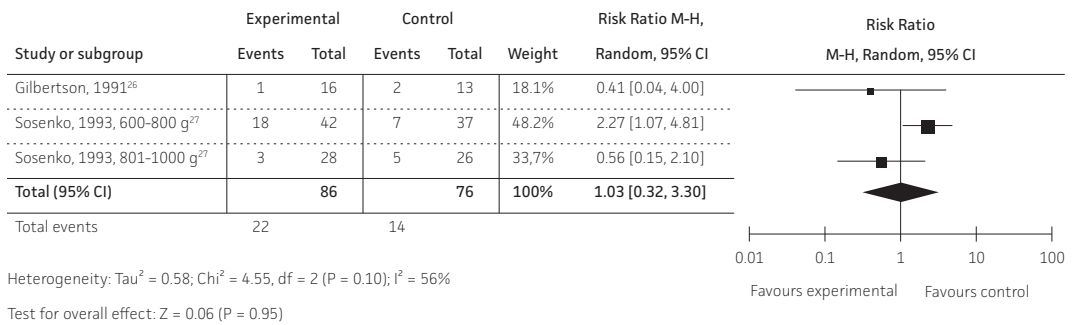 Experimental Control Risk Ratio M-H, Risk Ratio
Study or subgroup Events Total Events Total Weight Random, 95% CI M-H, Random, 95% CI
Gilbertson, 1991²⁶ 1 16 2 13 18.1% 0.41 [0.04, 4.00]
Sosenko, 1993, 600-800 g²⁷ 18 42 7 37 48.2% 2.27 [1.07, 4.81]
Sosenko, 1993, 801-1000 g²⁷ 3 28 5 26 33,7% 0.56 [0.15, 2.10]
Total (95% CI) 86 76 100% 1.03 [0.32, 3.30]
Total events 22 14
0.01 0.1 1 10 100
Favours experimental Favours control
Heterogeneity: Tau² = 0.58; Chi² = 4.55, df = 2 (P = 0.10); I² = 56%
Test for overall effect: Z = 0.06 (P = 0.95)